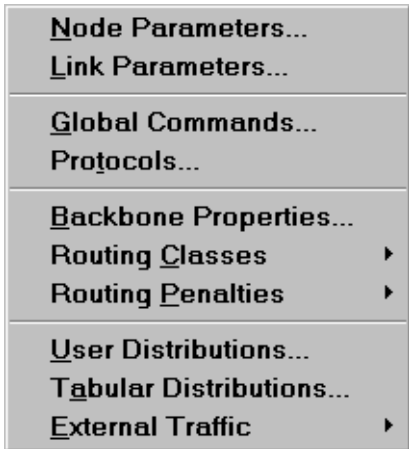 Node Parameters...
Link Parameters...
Global Commands...
Protocols...
Backbone Properties...
Routing Classes
Routing Penalties
User Distributions...
Tabular Distributions...
External Traffic